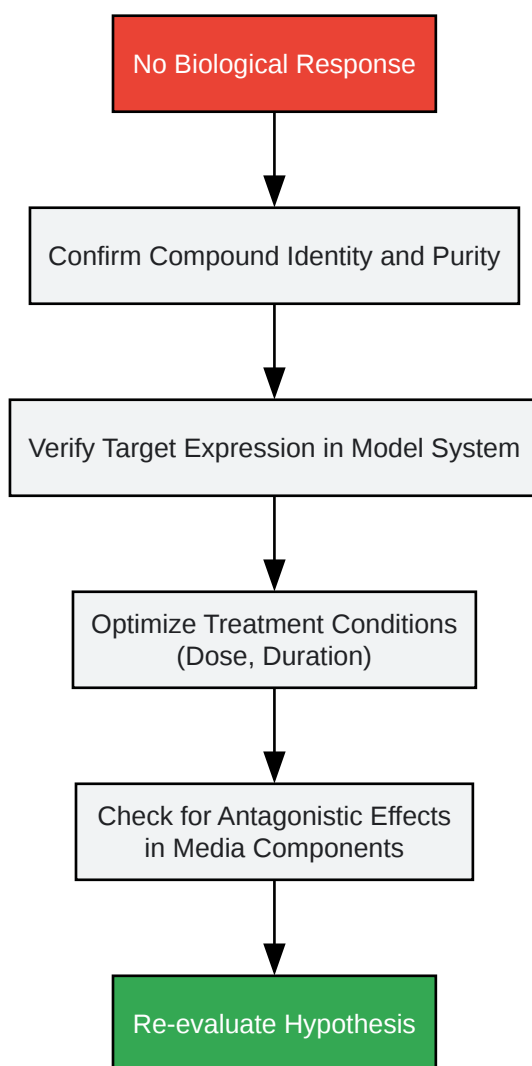 No Biological Response
Confirm Compound Identity and Purity
Verify Target Expression in Model System
Optimize Treatment Conditions
(Dose, Duration)
Check for Antagonistic Effects
in Media Components
Re-evaluate Hypothesis